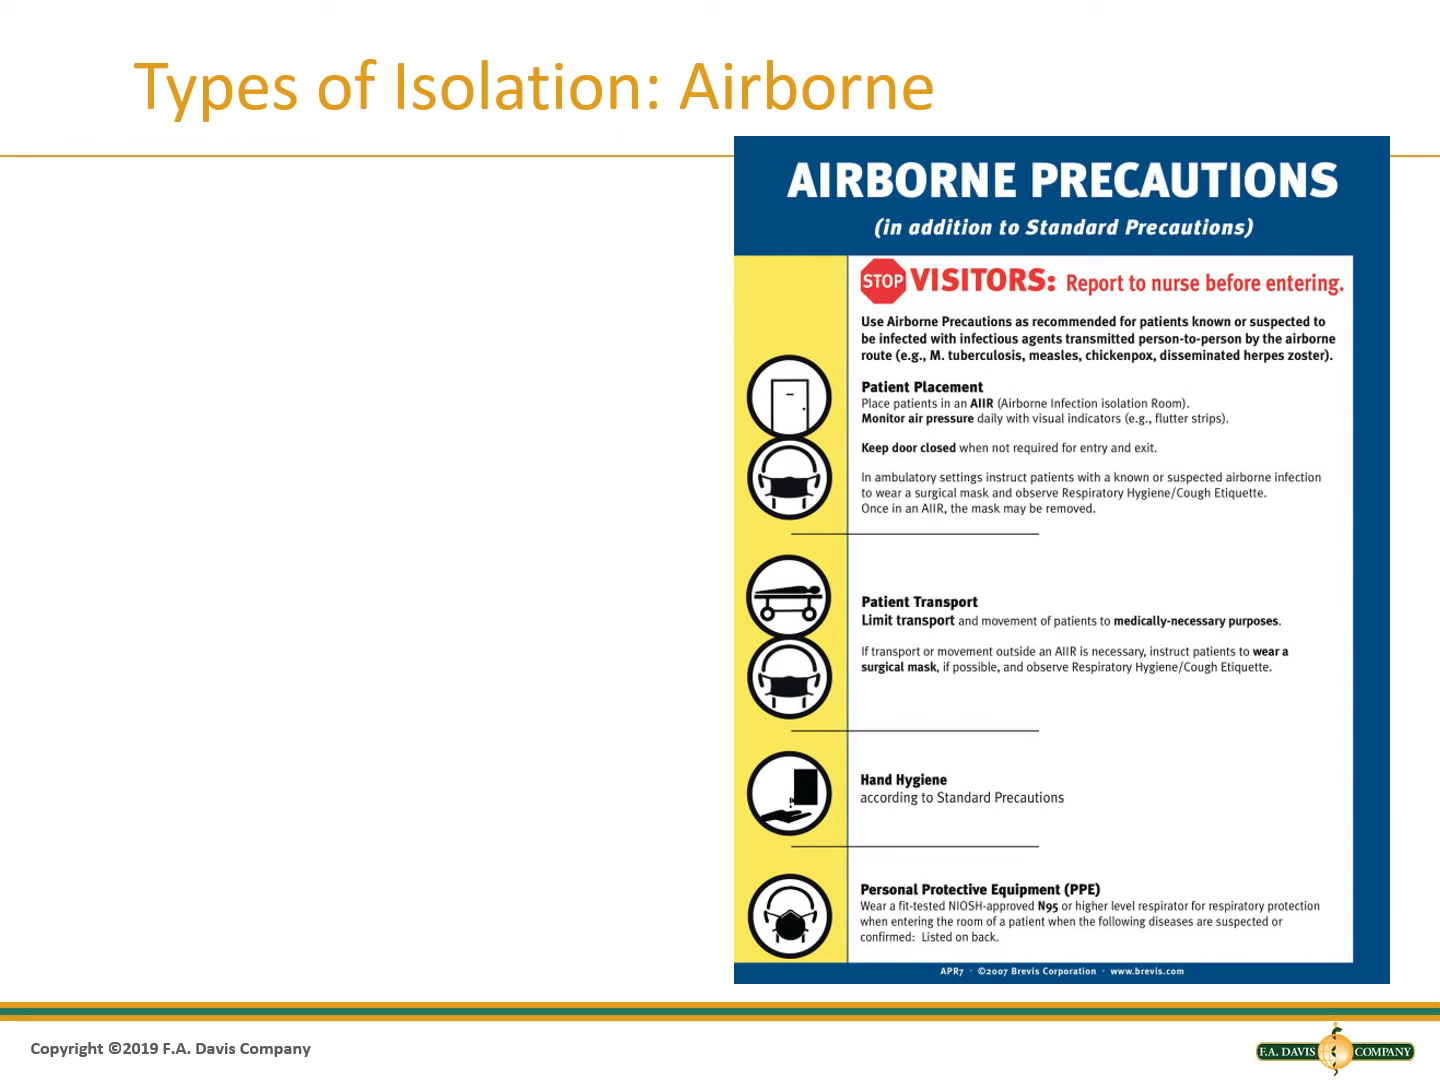 Types of Isolation: Airborne
AIRBORNE PRECAUTIONS
(in addition to Standard Precautions)
STOP VISITORS: Report to nurse before entering.
Use Airborne Precautions as recommended for patients known or suspected to
be infected with infectious agents transmitted person-to-person by the airborne
route (e.g., M. tuberculosis, measles, chickenpox, disseminated herpes zoster).
Patient Placement
Place patients in an AIIR (Airborne Infection isolation Room).
Monitor air pressure daily with visual indicators (e.g., flutter strips).
Keep door closed when not required for entry and exit.
In ambulatory settings instruct patients with a known or suspected airborne infection
to wear a surgical mask and observe Respiratory Hygiene/Cough Etiquette.
Once in an AIIR, the mask may be removed.
Patient Transport
Limit transport and movement of patients to medically-necessary purposes.
If transport or movement outside an AIIR is necessary, instruct patients to wear a
surgical mask, if possible, and observe Respiratory Hygiene/Cough Etiquette.
Hand Hygiene
according to Standard Precautions
Personal Protective Equipment (PPE)
Wear a fit-tested NIOSH-approved N95 or higher level respirator for respiratory protection
when entering the room of a patient when the following diseases are suspected or
confirmed: Listed on back.
APR7 · ©2007 Brevis Corporation · www.brevis.com
Copyright ©2019 F.A. Davis Company
F.A. DAVIS COMPANY